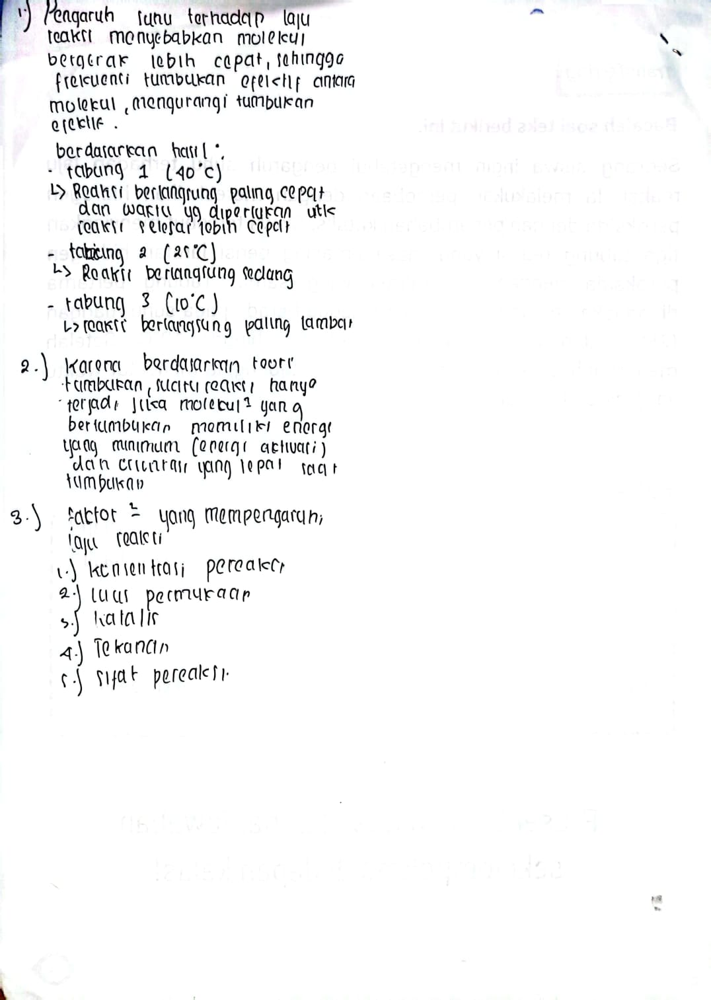 1.) Pengaruh suhu terhadap laju
reaksi menyebabkan molekul
bergerak lebih cepat, sehingga
frekuensi tumbukan efektif antara
molekul, mengurangi tumbukan
efektif.
berdasarkan hasil :
- tabung 1 (40°C)
↳ Reaksi berlangsung paling cepat
dan waktu yg diperlukan utk
reaksi selesai lebih cepat
- tabung 2 (25°C)
↳ Reaksi berlangsung sedang
- tabung 3 (10°C)
↳ reaksi berlangsung paling lambat
2.) Karena berdasarkan teori
tumbukan, suatu reaksi hanya
terjadi jika molekul² yang
bertumbukan memiliki energi
yang minimum (energi aktivasi)
dan orientasi yang tepat saat
tumbukan
3.) faktor² yang mempengaruhi
laju reaksi
1.) konsentrasi pereaksi
2.) luas permukaan
3.) katalis
4.) Tekanan
5.) sifat pereaksi.